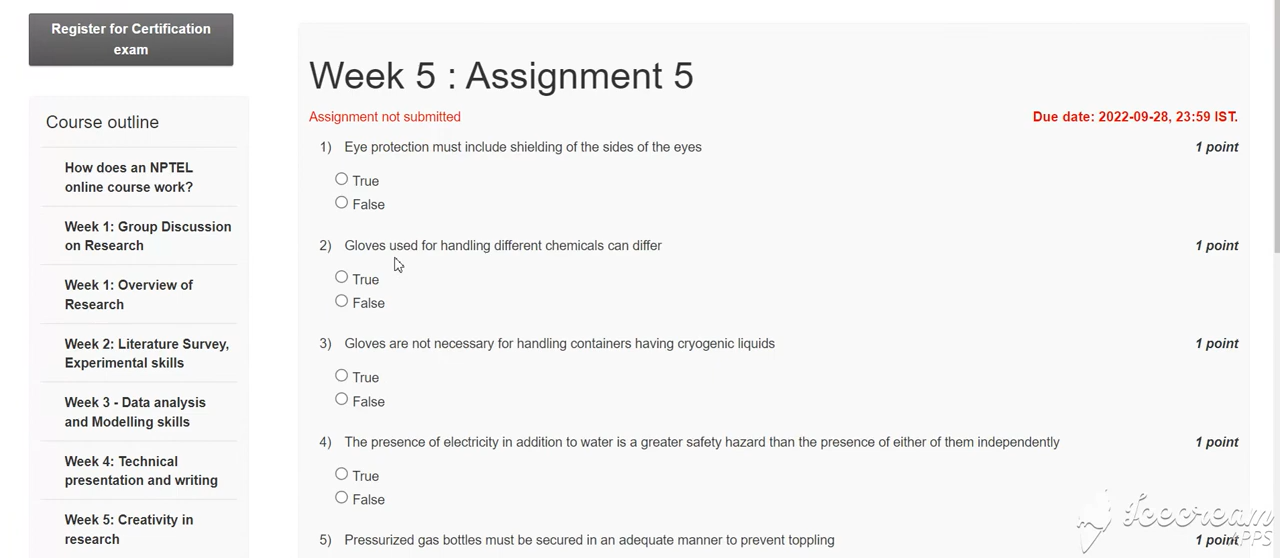 Register for Certification
exam
Course outline
How does an NPTEL
online course work?
Week 1: Group Discussion
on Research
Week 1: Overview of
Research
Week 2: Literature Survey,
Experimental skills
Week 3 - Data analysis
and Modelling skills
Week 4: Technical
presentation and writing
Week 5: Creativity in
research
Week 5 : Assignment 5
Assignment not submitted
Due date: 2022-09-28, 23:59 IST.
1) Eye protection must include shielding of the sides of the eyes 1 point
True
False
2) Gloves used for handling different chemicals can differ 1 point
True
False
3) Gloves are not necessary for handling containers having cryogenic liquids 1 point
True
False
4) The presence of electricity in addition to water is a greater safety hazard than the presence of either of them independently 1 point
True
False
5) Pressurized gas bottles must be secured in an adequate manner to prevent toppling 1 point
Icecream
APPS